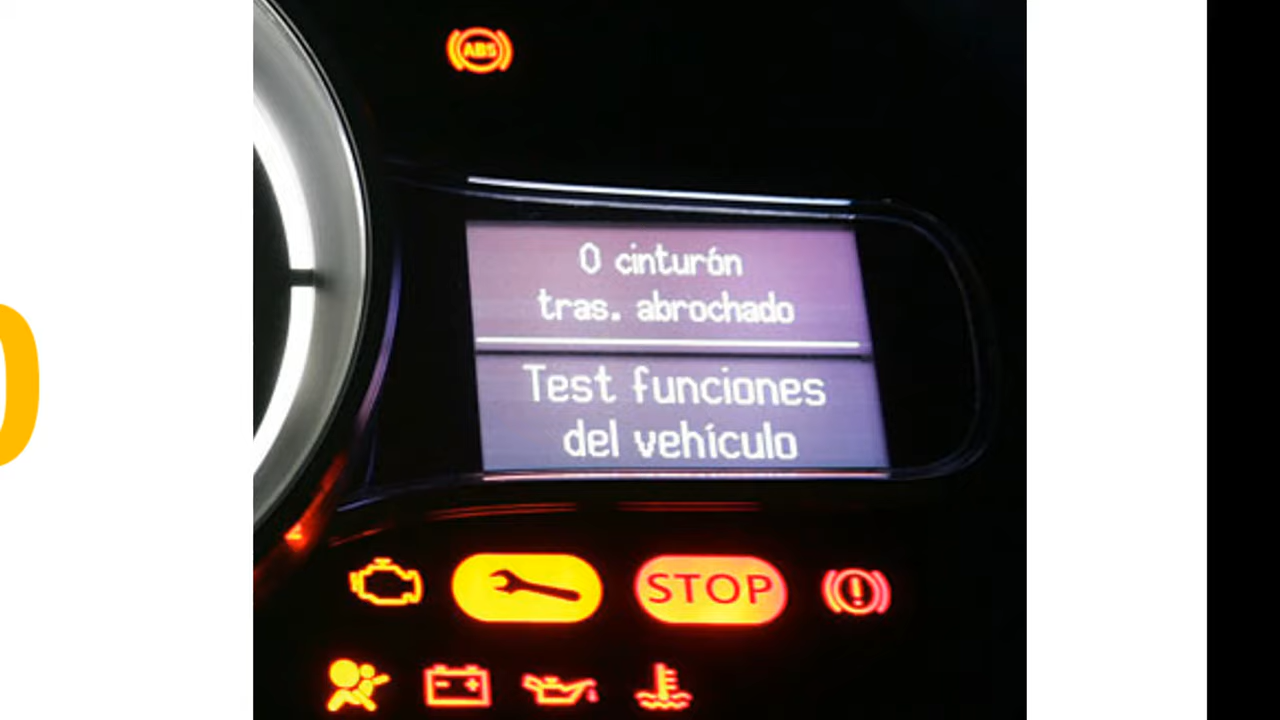 ABS
0 cinturón
tras. abrochado
Test funciones
del vehículo
STOP